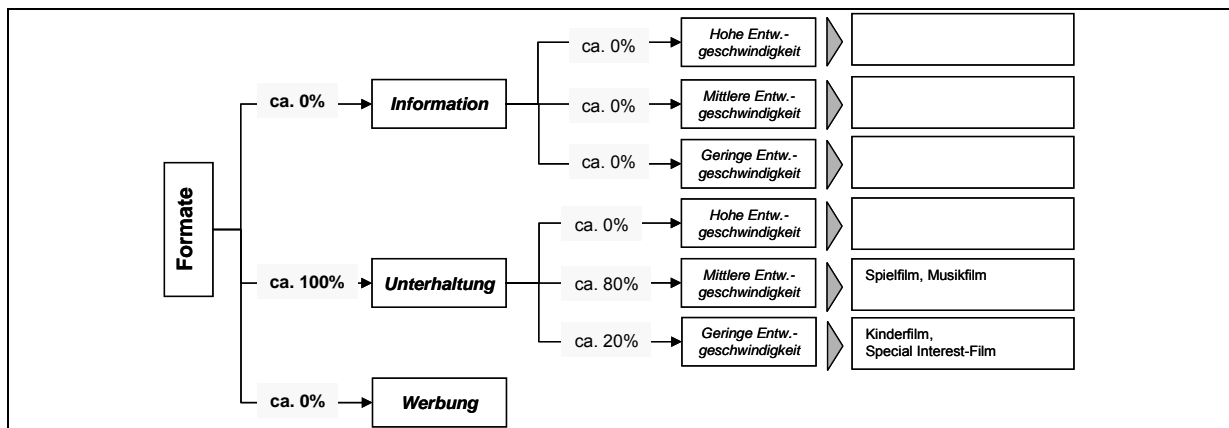 Formate
ca. 0%
Information
ca. 0%
Hohe Entw.-
geschwindigkeit
ca. 0%
Mittlere Entw.-
geschwindigkeit
ca. 0%
Geringe Entw.-
geschwindigkeit
ca. 100%
Unterhaltung
ca. 0%
Hohe Entw.-
geschwindigkeit
ca. 80%
Mittlere Entw.-
geschwindigkeit
Spielfilm, Musikfilm
ca. 20%
Geringe Entw.-
geschwindigkeit
Kinderfilm,
Special Interest-Film
ca. 0%
Werbung